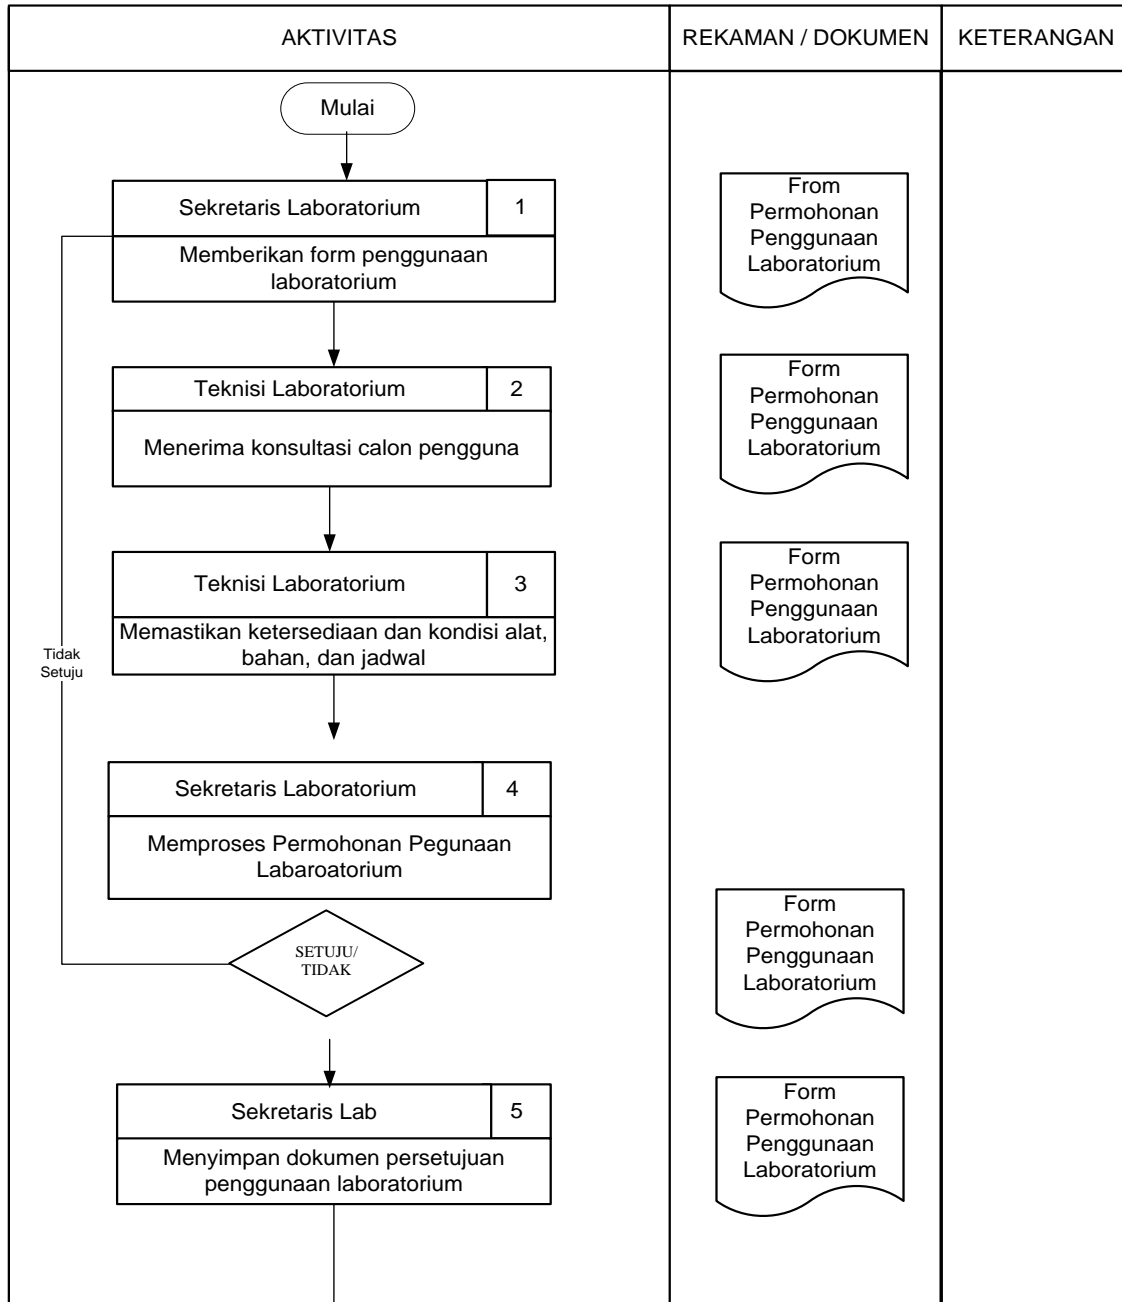 AKTIVITAS
REKAMAN / DOKUMEN
KETERANGAN
Mulai
Sekretaris Laboratorium
1
Memberikan form penggunaan
laboratorium
From
Permohonan
Penggunaan
Laboratorium
Teknisi Laboratorium
2
Menerima konsultasi calon pengguna
Form
Permohonan
Penggunaan
Laboratorium
Teknisi Laboratorium
3
Memastikan ketersediaan dan kondisi alat,
bahan, dan jadwal
Form
Permohonan
Penggunaan
Laboratorium
Tidak
Setuju
Sekretaris Laboratorium
4
Memproses Permohonan Pegunaan
Labaroatorium
SETUJU/
TIDAK
Form
Permohonan
Penggunaan
Laboratorium
Sekretaris Lab
5
Menyimpan dokumen persetujuan
penggunaan laboratorium
Form
Permohonan
Penggunaan
Laboratorium